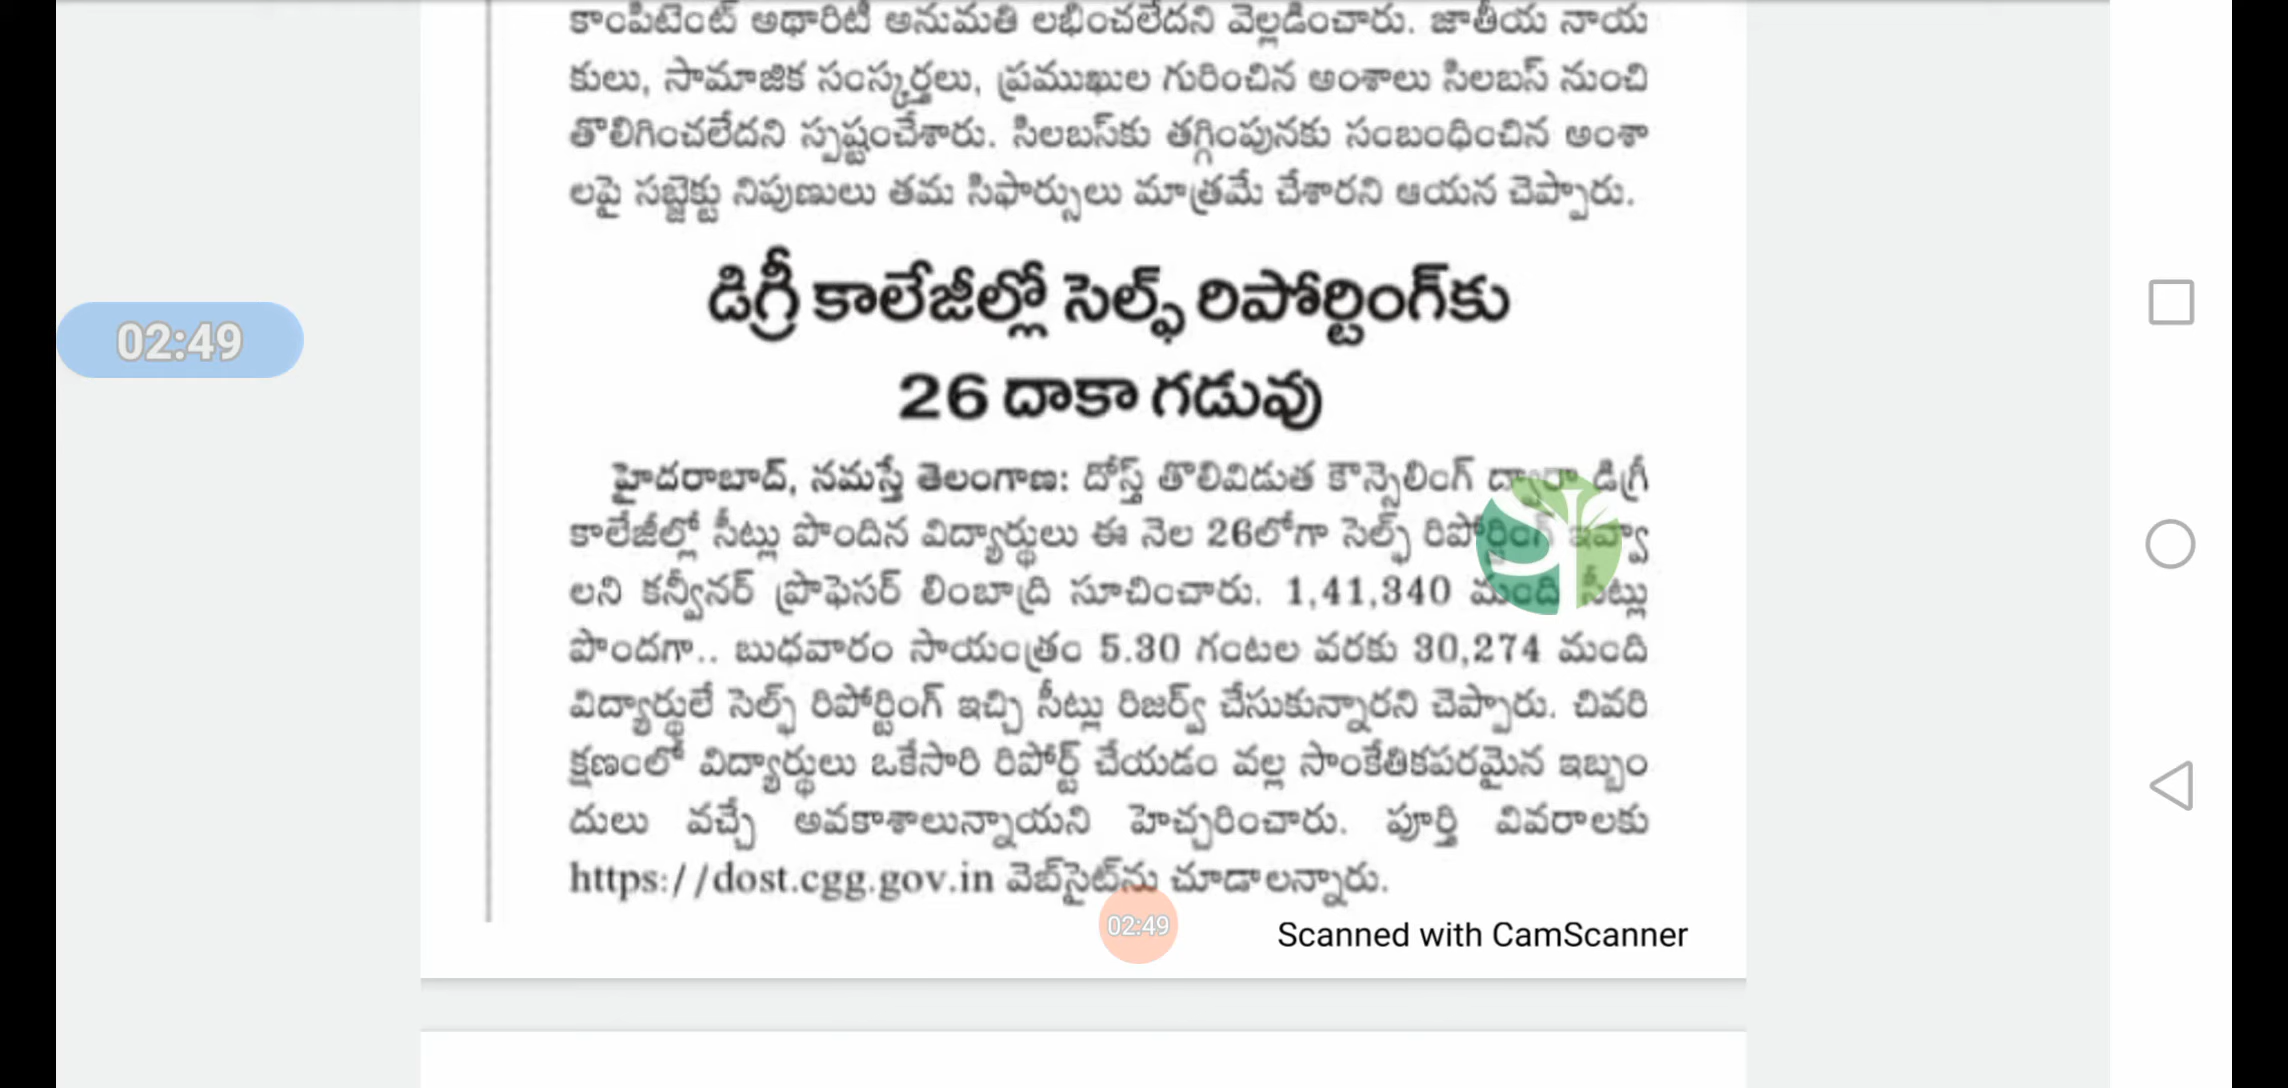 కాంపిటెంట్ అథారిటీ అనుమతి లభించలేదని వెల్లడించారు. జాతీయ నాయ
కులు, సామాజిక సంస్కర్తలు, ప్రముఖుల గురించిన అంశాలు సిలబస్ నుంచి
తొలిగించలేదని స్పష్టంచేశారు. సిలబస్‌కు తగ్గింపునకు సంబంధించిన అంశా
లపై సబ్జెక్టు నిపుణులు తమ సిఫార్సులు మాత్రమే చేశారని ఆయన చెప్పారు.
డిగ్రీ కాలేజీల్లో సెల్ఫ్ రిపోర్టింగ్‌కు
26 దాకా గడువు
02:49
హైదరాబాద్, నమస్తే తెలంగాణ: దోస్త్ తొలివిడుత కౌన్సెలింగ్ ద్వారా డిగ్రీ
కాలేజీల్లో సీట్లు పొందిన విద్యార్థులు ఈ నెల 26లోగా సెల్ఫ్ రిపోర్టింగ్ ఇవ్వా
లని కన్వీనర్ ప్రొఫెసర్ లింబాద్రి సూచించారు. 1,41,340 మంది సీట్లు
పొందగా.. బుధవారం సాయంత్రం 5.30 గంటల వరకు 30,274 మంది
విద్యార్థులే సెల్ఫ్ రిపోర్టింగ్ ఇచ్చి సీట్లు రిజర్వ్ చేసుకున్నారని చెప్పారు. చివరి
క్షణంలో విద్యార్థులు ఒకేసారి రిపోర్ట్ చేయడం వల్ల సాంకేతికపరమైన ఇబ్బం
దులు వచ్చే అవకాశాలున్నాయని హెచ్చరించారు. పూర్తి వివరాలకు
https://dost.cgg.gov.in వెబ్‌సైట్‌ను చూడాలన్నారు.
02:49
Scanned with CamScanner